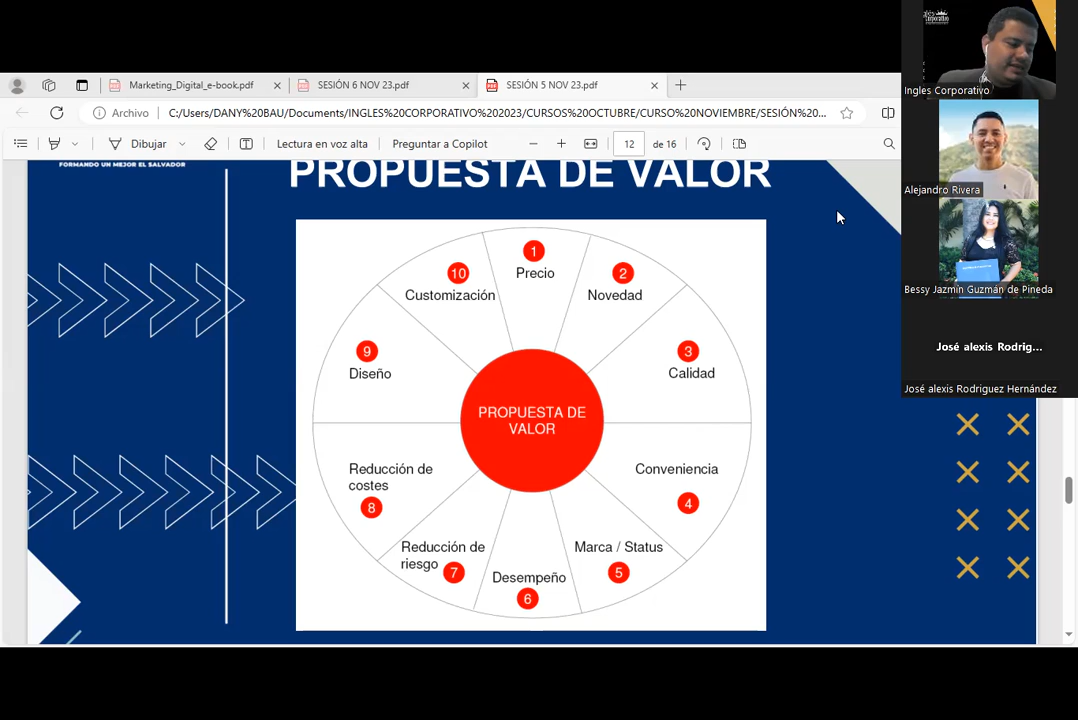 Marketing_Digital_e-book.pdf
SESIÓN 6 NOV 23.pdf
SESIÓN 5 NOV 23.pdf
Archivo
C:/Users/DANY%20BAU/Documents/INGLES%20CORPORATIVO%202023/CURSOS%20OCTUBRE/CURSO%20NOVIEMBRE/SESIÓN%20...
Dibujar
Lectura en voz alta
Preguntar a Copilot
12
de 16
FORMANDO UN MEJOR EL SALVADOR
PROPUESTA DE VALOR
1
Precio
2
Novedad
3
Calidad
Conveniencia
4
Marca / Status
5
Desempeño
6
Reducción de
riesgo
7
Reducción de
costes
8
9
Diseño
10
Customización
PROPUESTA DE
VALOR
Corporativo
Ingles Corporativo
Alejandro Rivera
Bessy Jazmín Guzmán de Pineda
José alexis Rodrig...
José alexis Rodriguez Hernández